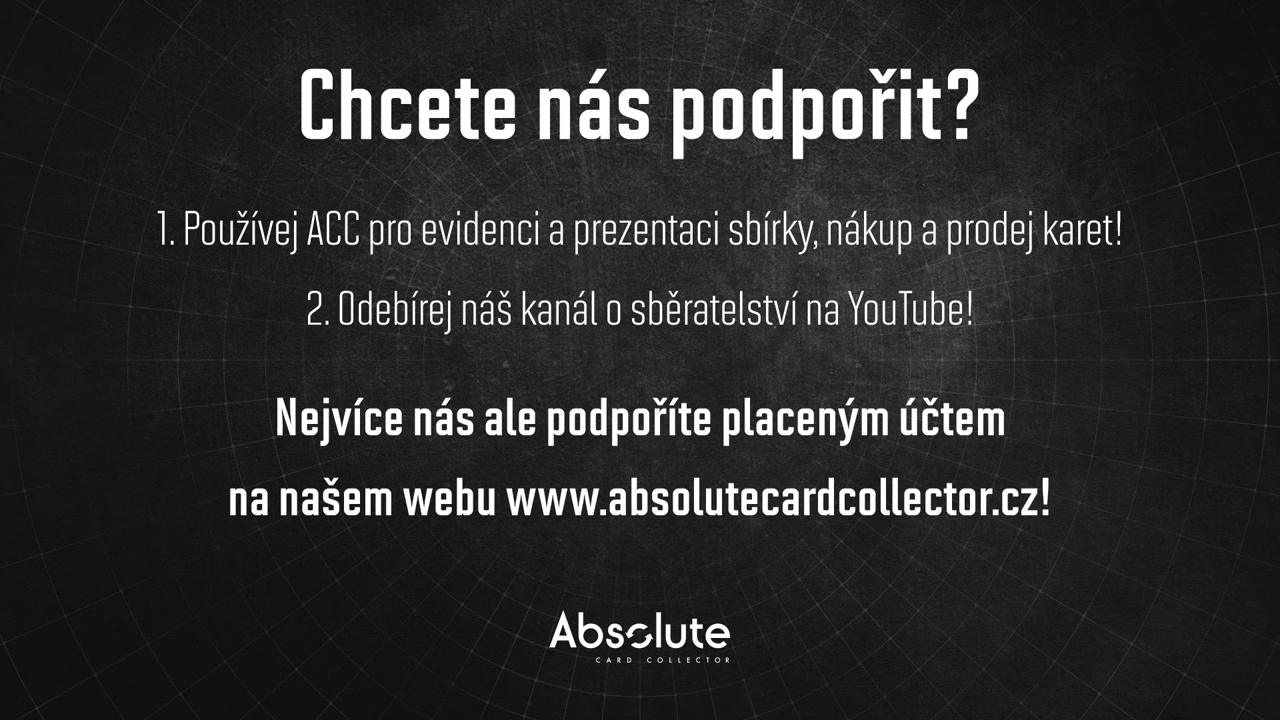 Chcete nás podpořit?
1. Používej ACC pro evidenci a prezentaci sbírky, nákup a prodej karet!
2. Odebírej náš kanál o sběratelství na YouTube!
Nejvíce nás ale podpoříte placeným účtem
na našem webu www.absolutecardcollector.cz!
Absolute
CARD COLLECTOR